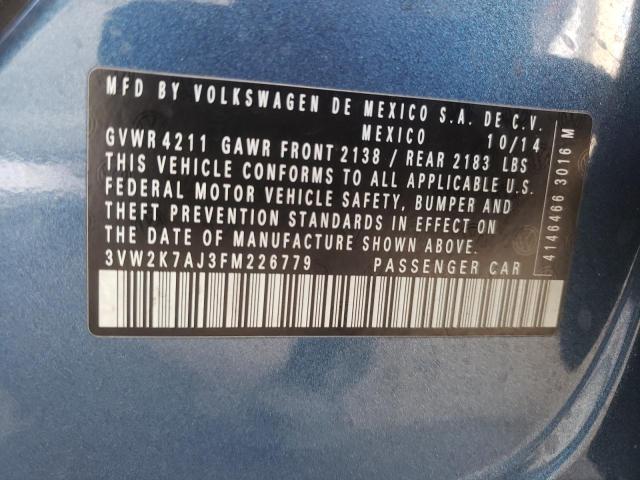 MFD BY VOLKSWAGEN DE MEXICO S.A. DE C.V.
MEXICO 10/14
GVWR 4211 GAWR FRONT 2138 / REAR 2183 LBS
THIS VEHICLE CONFORMS TO ALL APPLICABLE U.S.
FEDERAL MOTOR VEHICLE SAFETY, BUMPER AND
THEFT PREVENTION STANDARDS IN EFFECT ON
THE DATE OF MANUFACTURE SHOWN ABOVE.
3VW2K7AJ3FM226779 PASSENGER CAR
4146466 3016 M